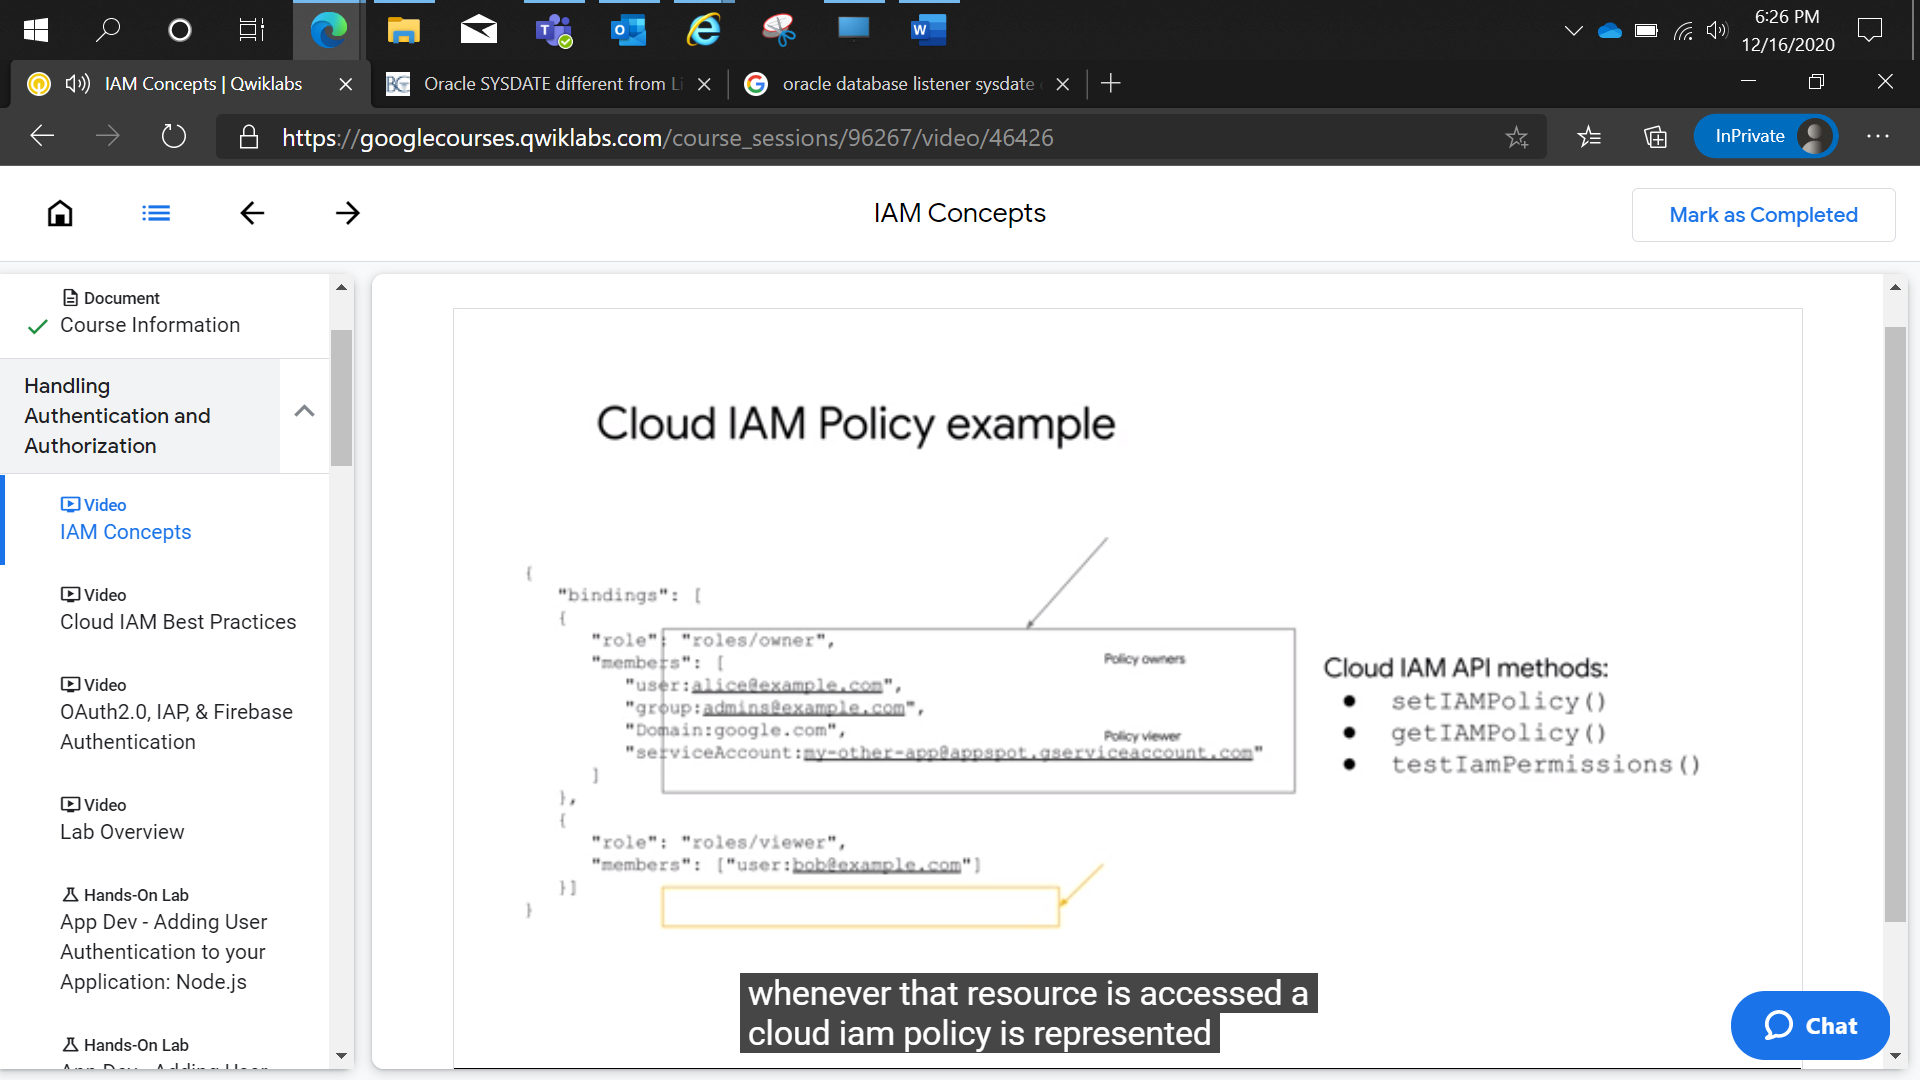 6:26 PM
12/16/2020
IAM Concepts | Qwiklabs
Oracle SYSDATE different from Li
oracle database listener sysdate
https://googlecourses.qwiklabs.com/course_sessions/96267/video/46426
InPrivate
IAM Concepts
Mark as Completed
Document
Course Information
Handling
Authentication and
Authorization
Video
IAM Concepts
Video
Cloud IAM Best Practices
Video
OAuth2.0, IAP, & Firebase
Authentication
Video
Lab Overview
Hands-On Lab
App Dev - Adding User
Authentication to your
Application: Node.js
Hands-On Lab
App Dev - Adding User
Cloud IAM Policy example
{
"bindings": [
{
"role": "roles/owner",
"members": [
"user:alice@example.com",
"group:admins@example.com",
"Domain:google.com",
"serviceAccount:my-other-app@appspot.gserviceaccount.com"
]
},
{
"role": "roles/viewer",
"members": ["user:bob@example.com"]
}]
}
Policy owners
Policy viewer
Cloud IAM API methods:
● setIAMPolicy()
● getIAMPolicy()
● testIamPermissions()
whenever that resource is accessed a
cloud iam policy is represented
Chat